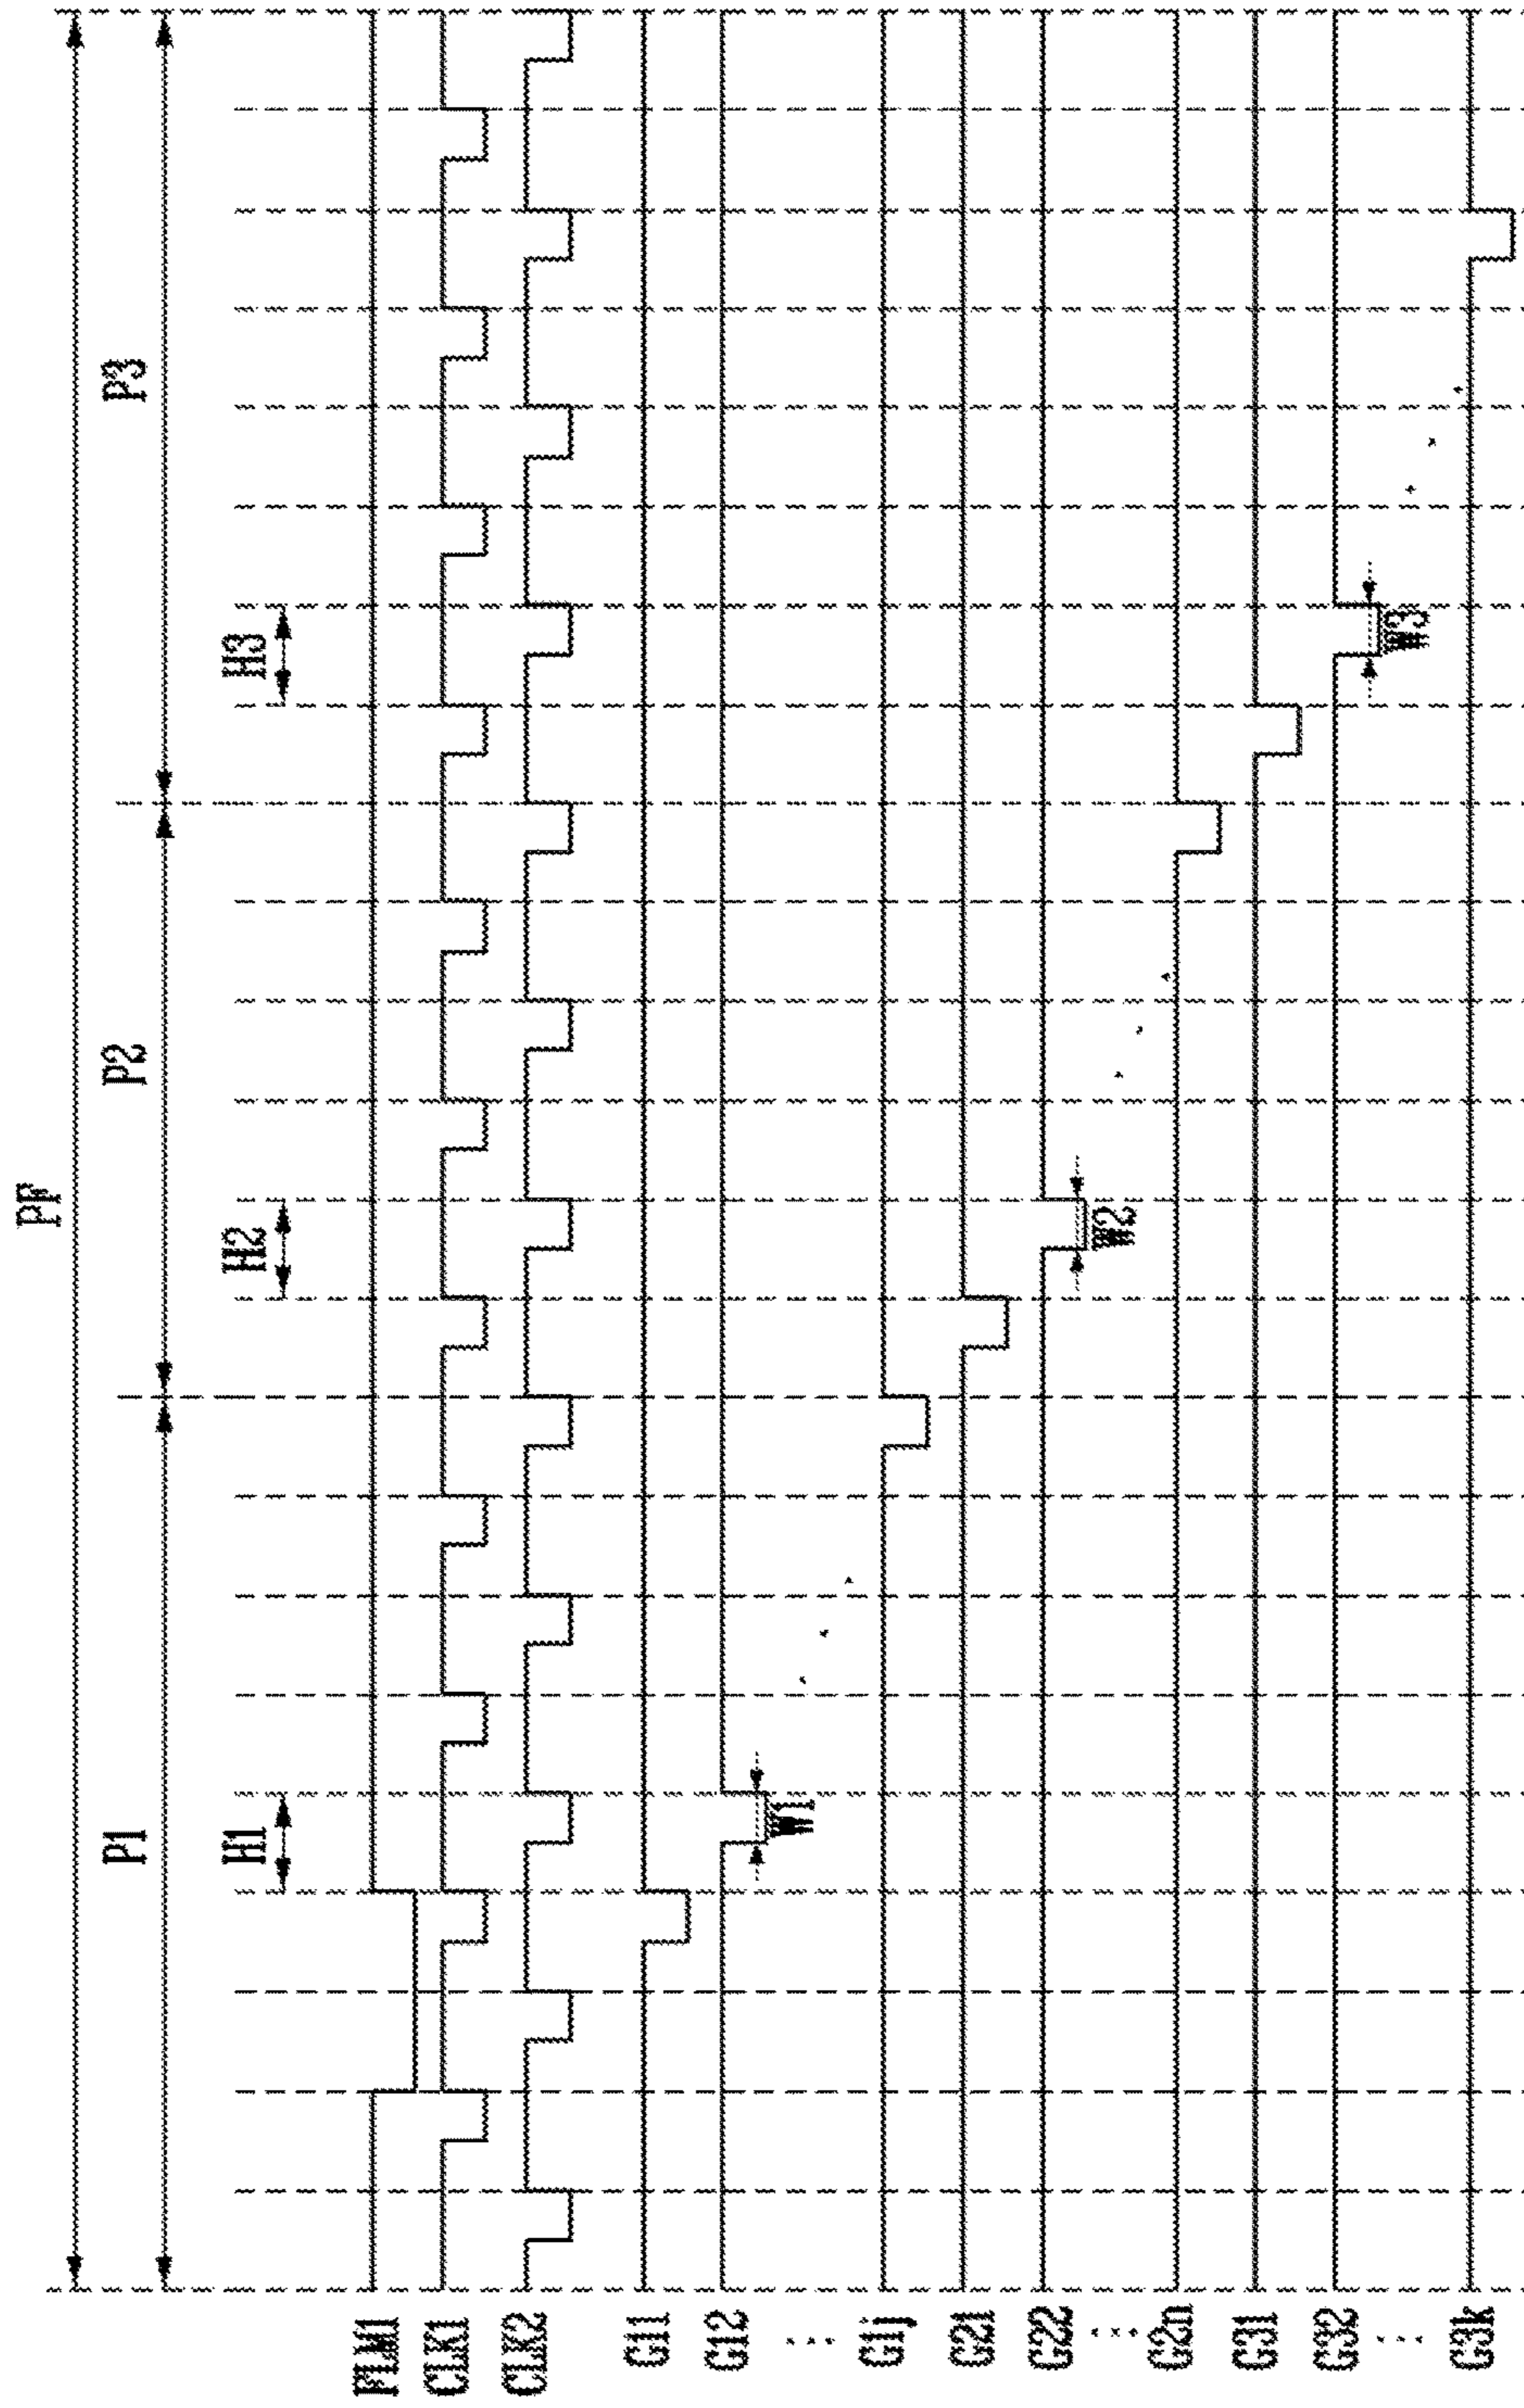 PF
P1 P2 P3
H1 H2 H3
FLM1
CLK1
CLK2
G11
G12
W1
...
G1j
G21
G22
W2
...
G2n
G31
G32
W3
...
G3k